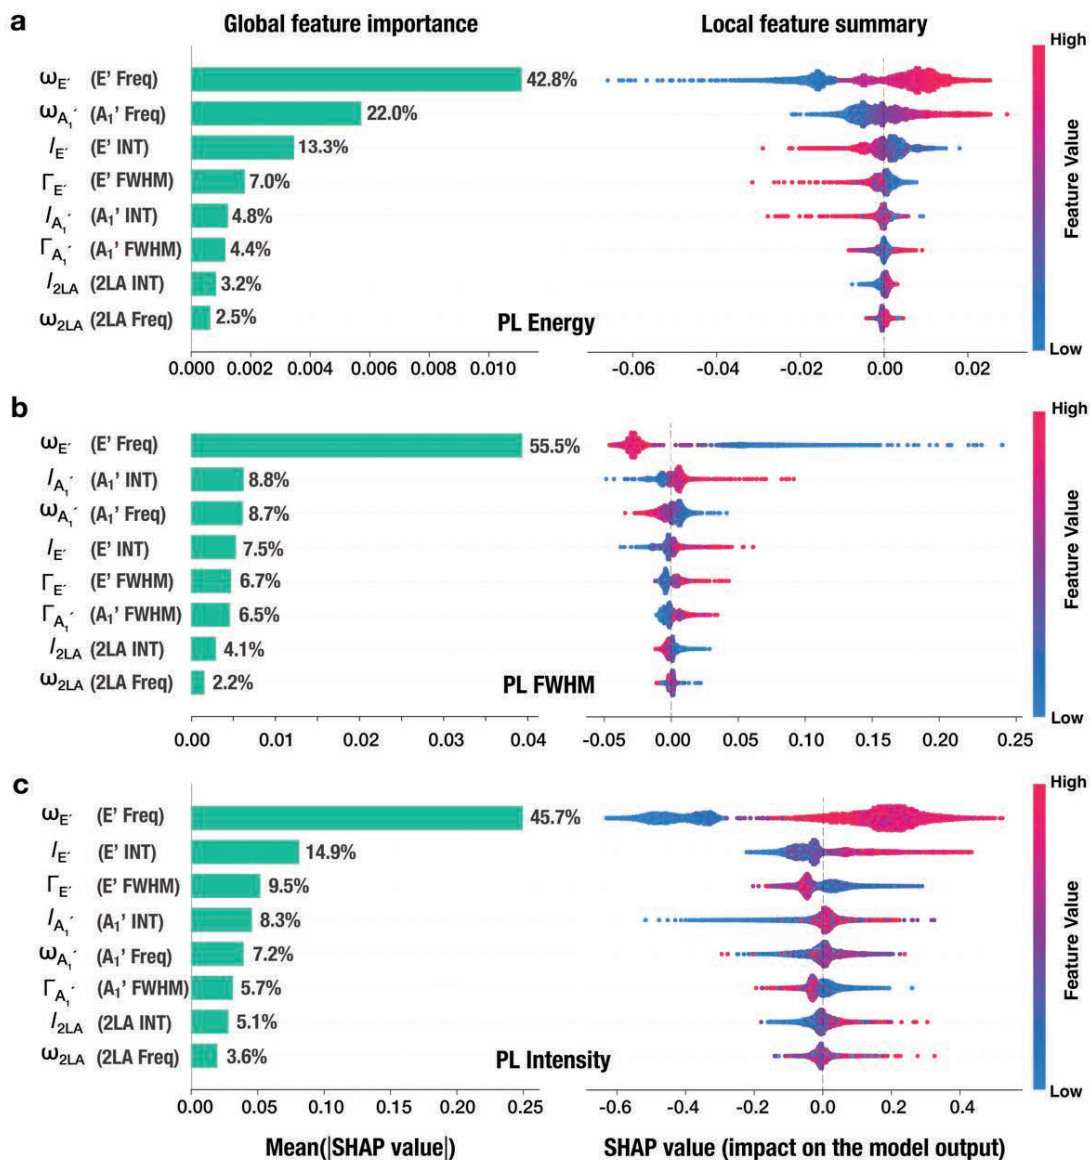 a
Global feature importance
Local feature summary
ωE′ (E' Freq) 42.8%
ωA1′ (A1' Freq) 22.0%
IE′ (E' INT) 13.3%
ΓE′ (E' FWHM) 7.0%
IA1′ (A1' INT) 4.8%
ΓA1′ (A1' FWHM) 4.4%
I2LA (2LA INT) 3.2%
ω2LA (2LA Freq) 2.5%
PL Energy
0.000 0.002 0.004 0.006 0.008 0.010
-0.06 -0.04 -0.02 0.00 0.02
High
Feature Value
Low
b
ωE′ (E' Freq) 55.5%
IA1′ (A1' INT) 8.8%
ωA1′ (A1' Freq) 8.7%
IE′ (E' INT) 7.5%
ΓE′ (E' FWHM) 6.7%
ΓA1′ (A1' FWHM) 6.5%
I2LA (2LA INT) 4.1%
ω2LA (2LA Freq) 2.2%
PL FWHM
0.00 0.01 0.02 0.03 0.04
-0.05 0.00 0.05 0.10 0.15 0.20 0.25
High
Feature Value
Low
c
ωE′ (E' Freq) 45.7%
IE′ (E' INT) 14.9%
ΓE′ (E' FWHM) 9.5%
IA1′ (A1' INT) 8.3%
ωA1′ (A1' Freq) 7.2%
ΓA1′ (A1' FWHM) 5.7%
I2LA (2LA INT) 5.1%
ω2LA (2LA Freq) 3.6%
PL Intensity
0.00 0.05 0.10 0.15 0.20 0.25
-0.6 -0.4 -0.2 0.0 0.2 0.4
High
Feature Value
Low
Mean(|SHAP value|)
SHAP value (impact on the model output)